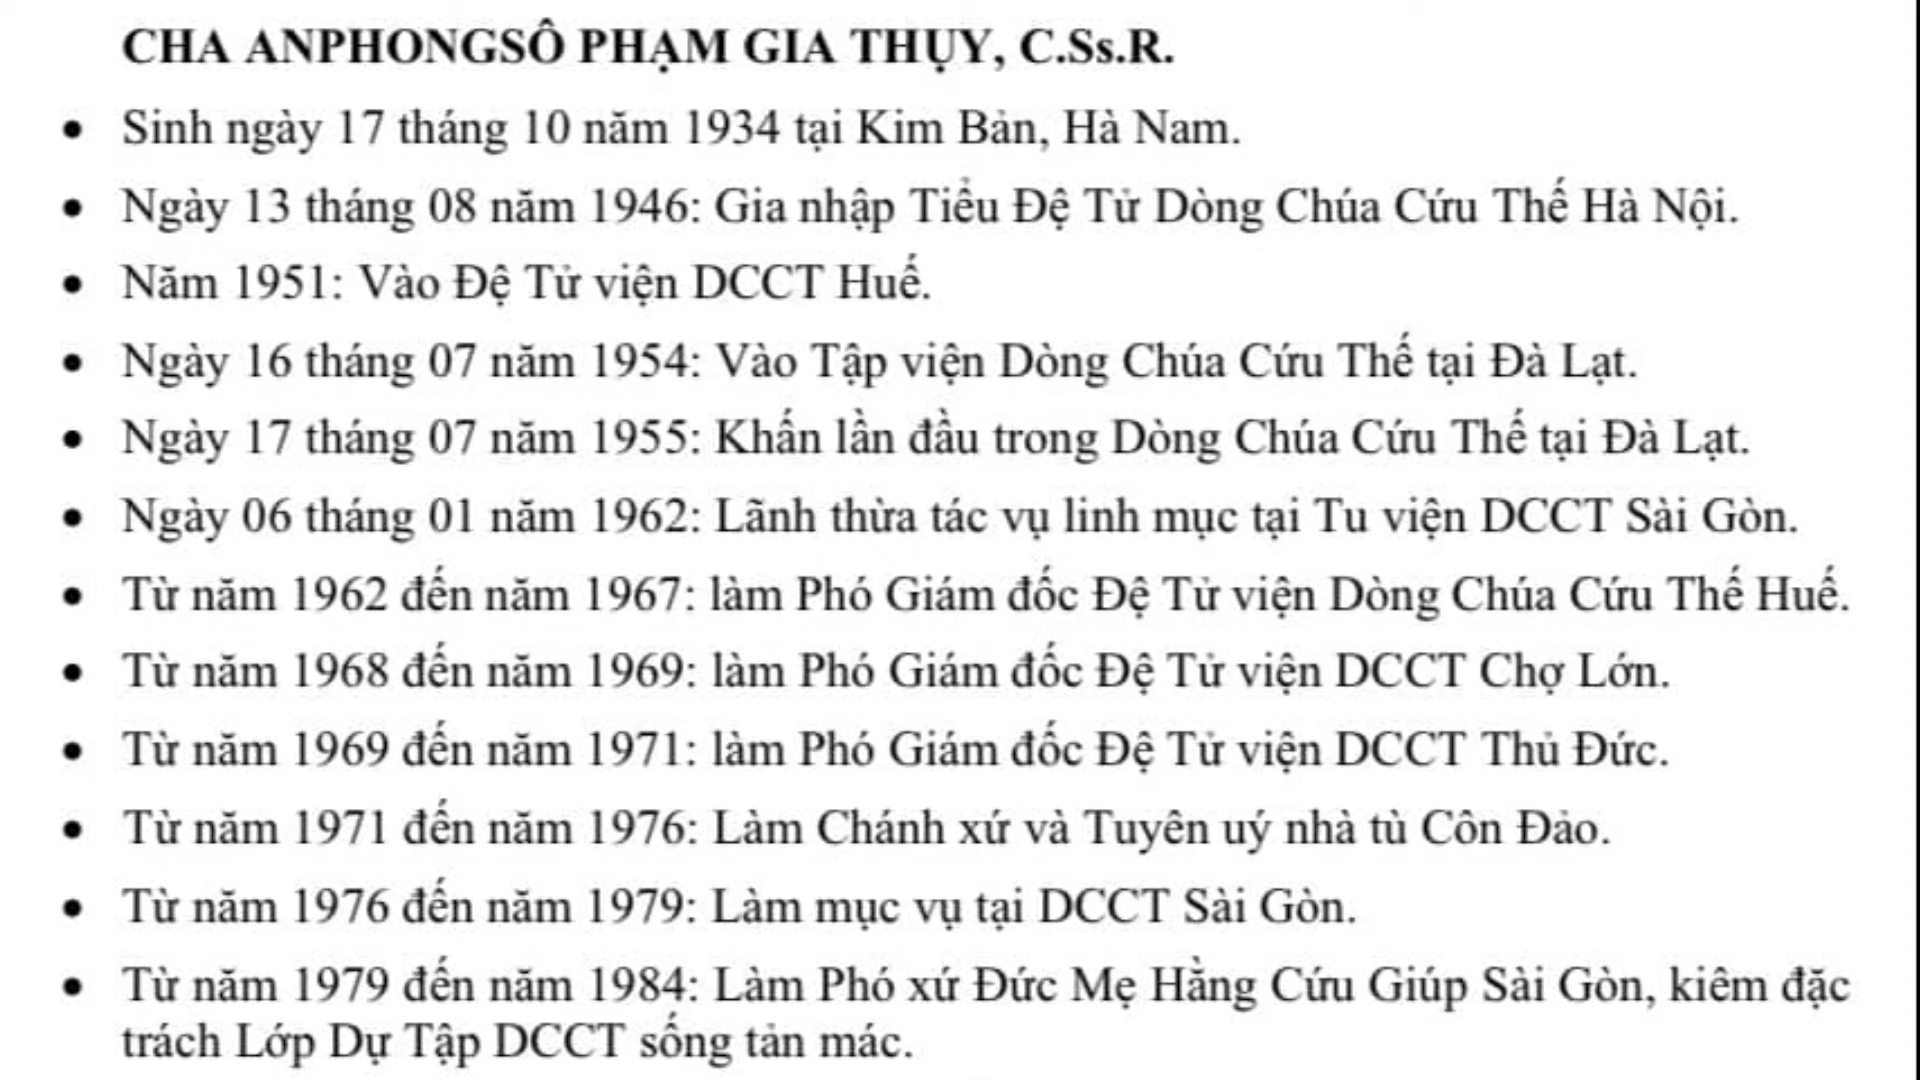 CHA ANPHONGSÔ PHẠM GIA THỤY, C.Ss.R.
• Sinh ngày 17 tháng 10 năm 1934 tại Kim Bản, Hà Nam.
• Ngày 13 tháng 08 năm 1946: Gia nhập Tiểu Đệ Tử Dòng Chúa Cứu Thế Hà Nội.
• Năm 1951: Vào Đệ Tử viện DCCT Huế.
• Ngày 16 tháng 07 năm 1954: Vào Tập viện Dòng Chúa Cứu Thế tại Đà Lạt.
• Ngày 17 tháng 07 năm 1955: Khấn lần đầu trong Dòng Chúa Cứu Thế tại Đà Lạt.
• Ngày 06 tháng 01 năm 1962: Lãnh thừa tác vụ linh mục tại Tu viện DCCT Sài Gòn.
• Từ năm 1962 đến năm 1967: làm Phó Giám đốc Đệ Tử viện Dòng Chúa Cứu Thế Huế.
• Từ năm 1968 đến năm 1969: làm Phó Giám đốc Đệ Tử viện DCCT Chợ Lớn.
• Từ năm 1969 đến năm 1971: làm Phó Giám đốc Đệ Tử viện DCCT Thủ Đức.
• Từ năm 1971 đến năm 1976: Làm Chánh xứ và Tuyên uý nhà tù Côn Đảo.
• Từ năm 1976 đến năm 1979: Làm mục vụ tại DCCT Sài Gòn.
• Từ năm 1979 đến năm 1984: Làm Phó xứ Đức Mẹ Hằng Cứu Giúp Sài Gòn, kiêm đặc
trách Lớp Dự Tập DCCT sống tản mác.